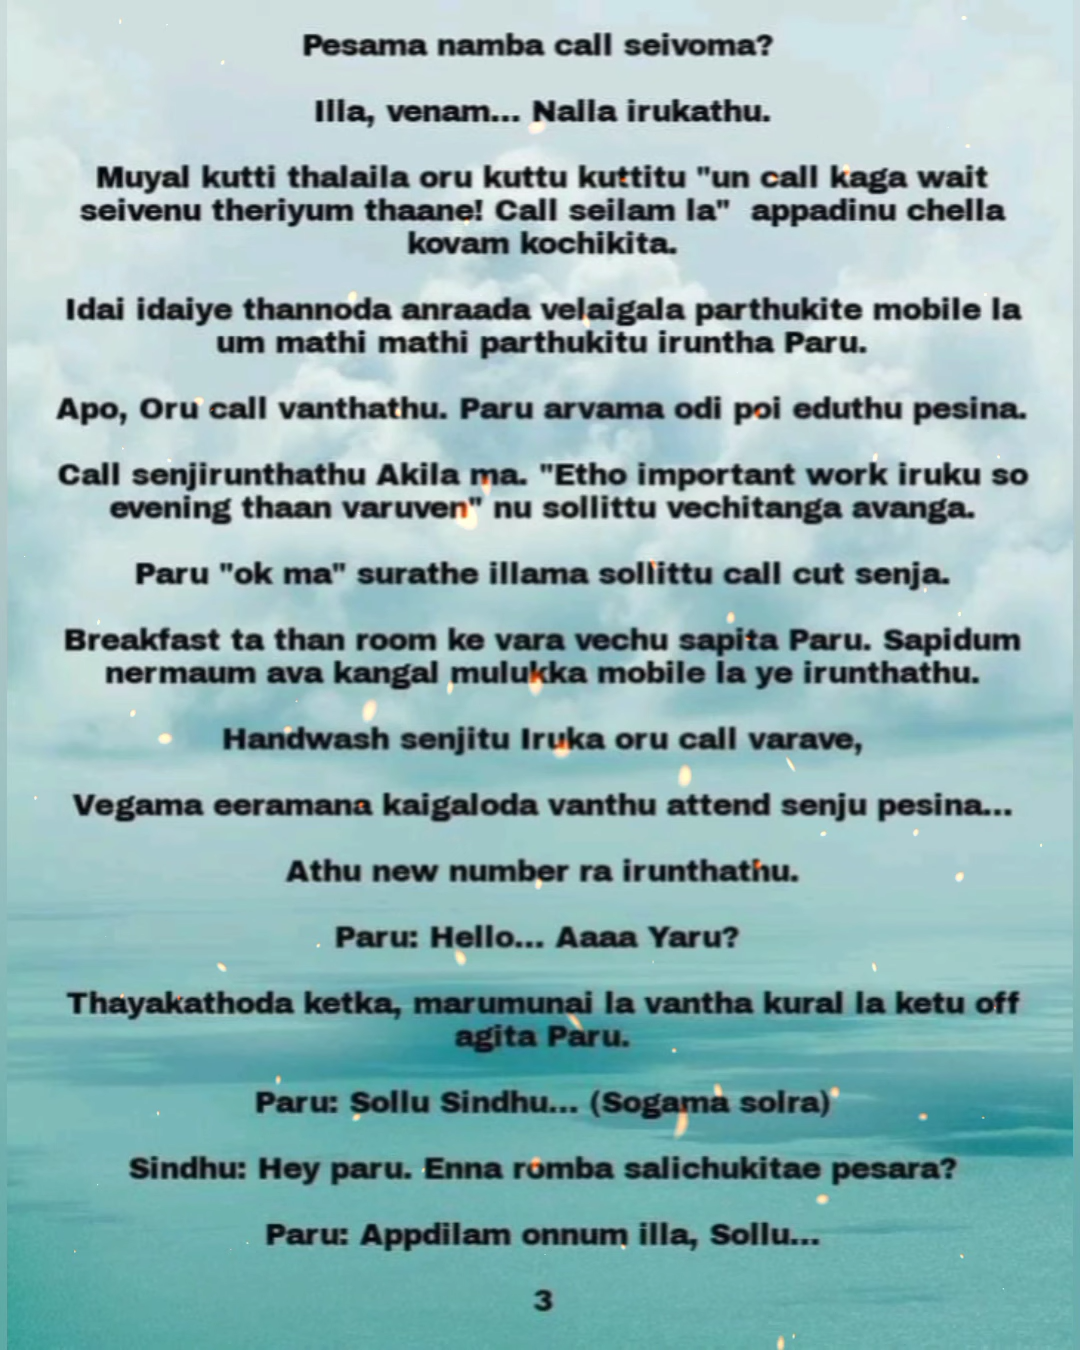 Pesama namba call seivoma?
Illa, venam... Nalla irukathu.
Muyal kutti thalaila oru kuttu kuttitu "un call kaga wait
seivenu theriyum thaane! Call seilam la"  appadinu chella
kovam kochikita.
Idai idaiye thannoda anraada velaigala parthukite mobile la
um mathi mathi parthukitu iruntha Paru.
Apo, Oru call vanthathu. Paru arvama odi poi eduthu pesina.
Call senjirunthathu Akila ma. "Etho important work iruku so
evening thaan varuven" nu sollittu vechitanga avanga.
Paru "ok ma" surathe illama sollittu call cut senja.
Breakfast ta than room ke vara vechu sapita Paru. Sapidum
nermaum ava kangal mulukka mobile la ye irunthathu.
Handwash senjitu Iruka oru call varave,
Vegama eeramana kaigaloda vanthu attend senju pesina...
Athu new number ra irunthathu.
Paru: Hello... Aaaa Yaru?
Thayakathoda ketka, marumunai la vantha kural la ketu off
agita Paru.
Paru: Sollu Sindhu... (Sogama solra)
Sindhu: Hey paru. Enna romba salichukitae pesara?
Paru: Appdilam onnum illa, Sollu...
3